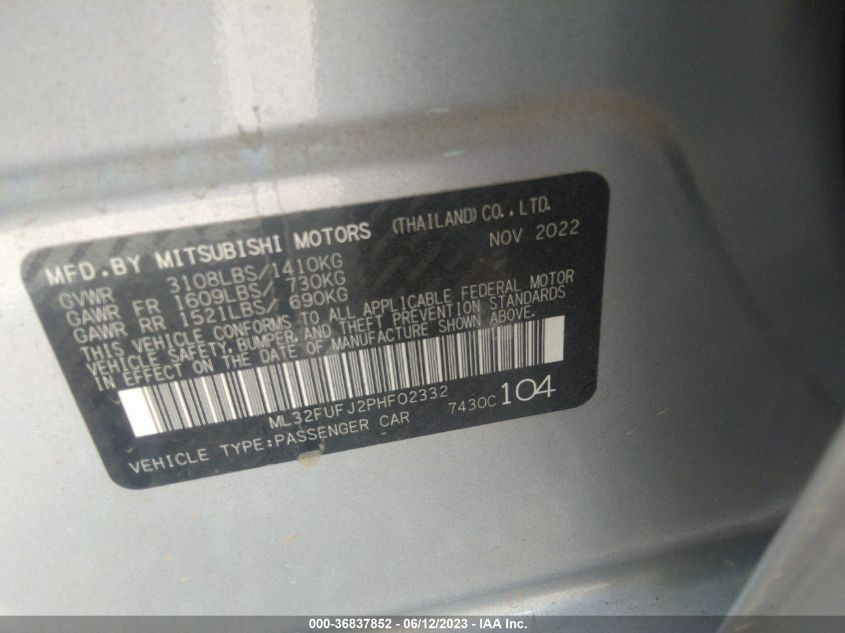 MFD.BY MITSUBISHI MOTORS (THAILAND) CO., LTD.
NOV 2022
GVWR 3108LBS/1410KG
GAWR FR 1609LBS/ 730KG
GAWR RR 1521LBS/ 690KG
THIS VEHICLE CONFORMS TO ALL APPLICABLE FEDERAL MOTOR
VEHICLE SAFETY, BUMPER, AND THEFT PREVENTION STANDARDS
IN EFFECT ON THE DATE OF MANUFACTURE SHOWN ABOVE.
ML32FUFJ2PHF02332
7430C 104
VEHICLE TYPE:PASSENGER CAR
000-36837852 - 06/12/2023 - © IAA, Inc.